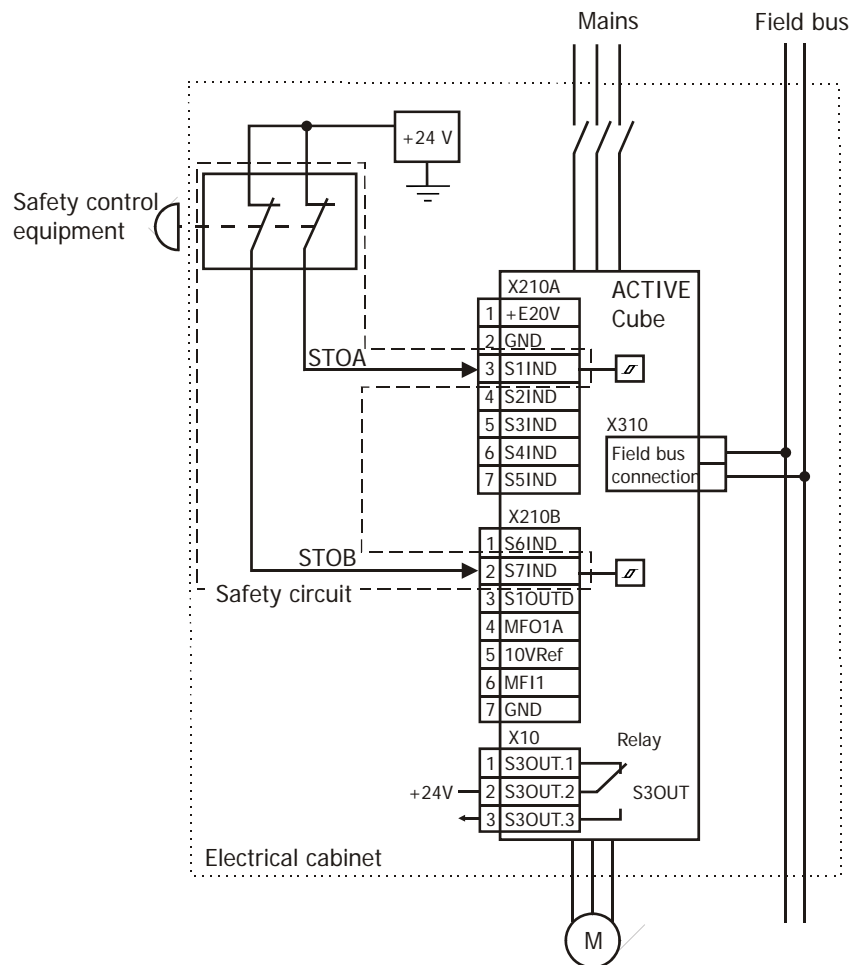 Mains
Field bus
+24 V
Safety control
equipment
X210A
ACTIVE
Cube
1 +E20V
2 GND
STOA
3 S1IND
4 S2IND
5 S3IND
6 S4IND
7 S5IND
X310
Field bus
connection
X210B
1 S6IND
STOB
2 S7IND
Safety circuit
3 S1OUTD
4 MFO1A
5 10VRef
6 MFI1
7 GND
X10
Relay
1 S3OUT.1
+24V
2 S3OUT.2
S3OUT
3 S3OUT.3
Electrical cabinet
M